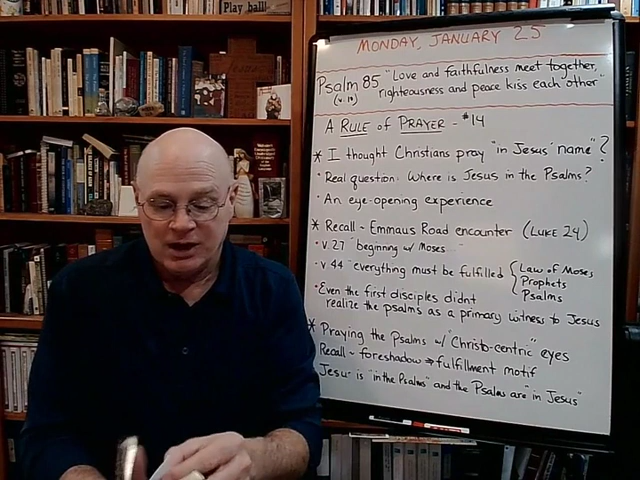 Play ball!
MONDAY, JANUARY 25
Psalm 85 "Love and faithfulness meet together,
(v. 10) righteousness and peace kiss each other"
A RULE of PRAYER - #14
* I thought Christians pray "in Jesus' name"?
• Real question: Where is Jesus in the Psalms?
• An eye-opening experience
* Recall - Emmaus Road encounter (LUKE 24)
• v. 27 "beginning w/ Moses"
• v 44 "everything must be fulfilled { Law of Moses
Prophets
Psalms
• Even the first disciples didnt
realize the psalms as a primary witness to Jesus
* Praying the Psalms w/ "Christo-centric" eyes
Recall - foreshadow → fulfillment motif
Jesus is "in the Psalms" and the Psalms are "in Jesus"